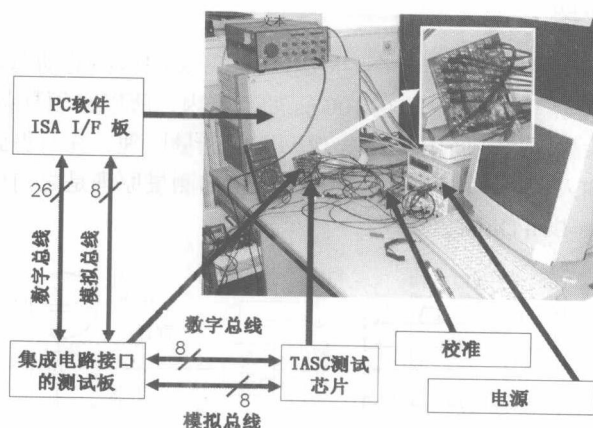 文本
PC软件
ISA I/F 板
26
8
数字总线
模拟总线
集成电路接口
的测试板
数字总线
8
8
模拟总线
TASC测试
芯片
校准
电源